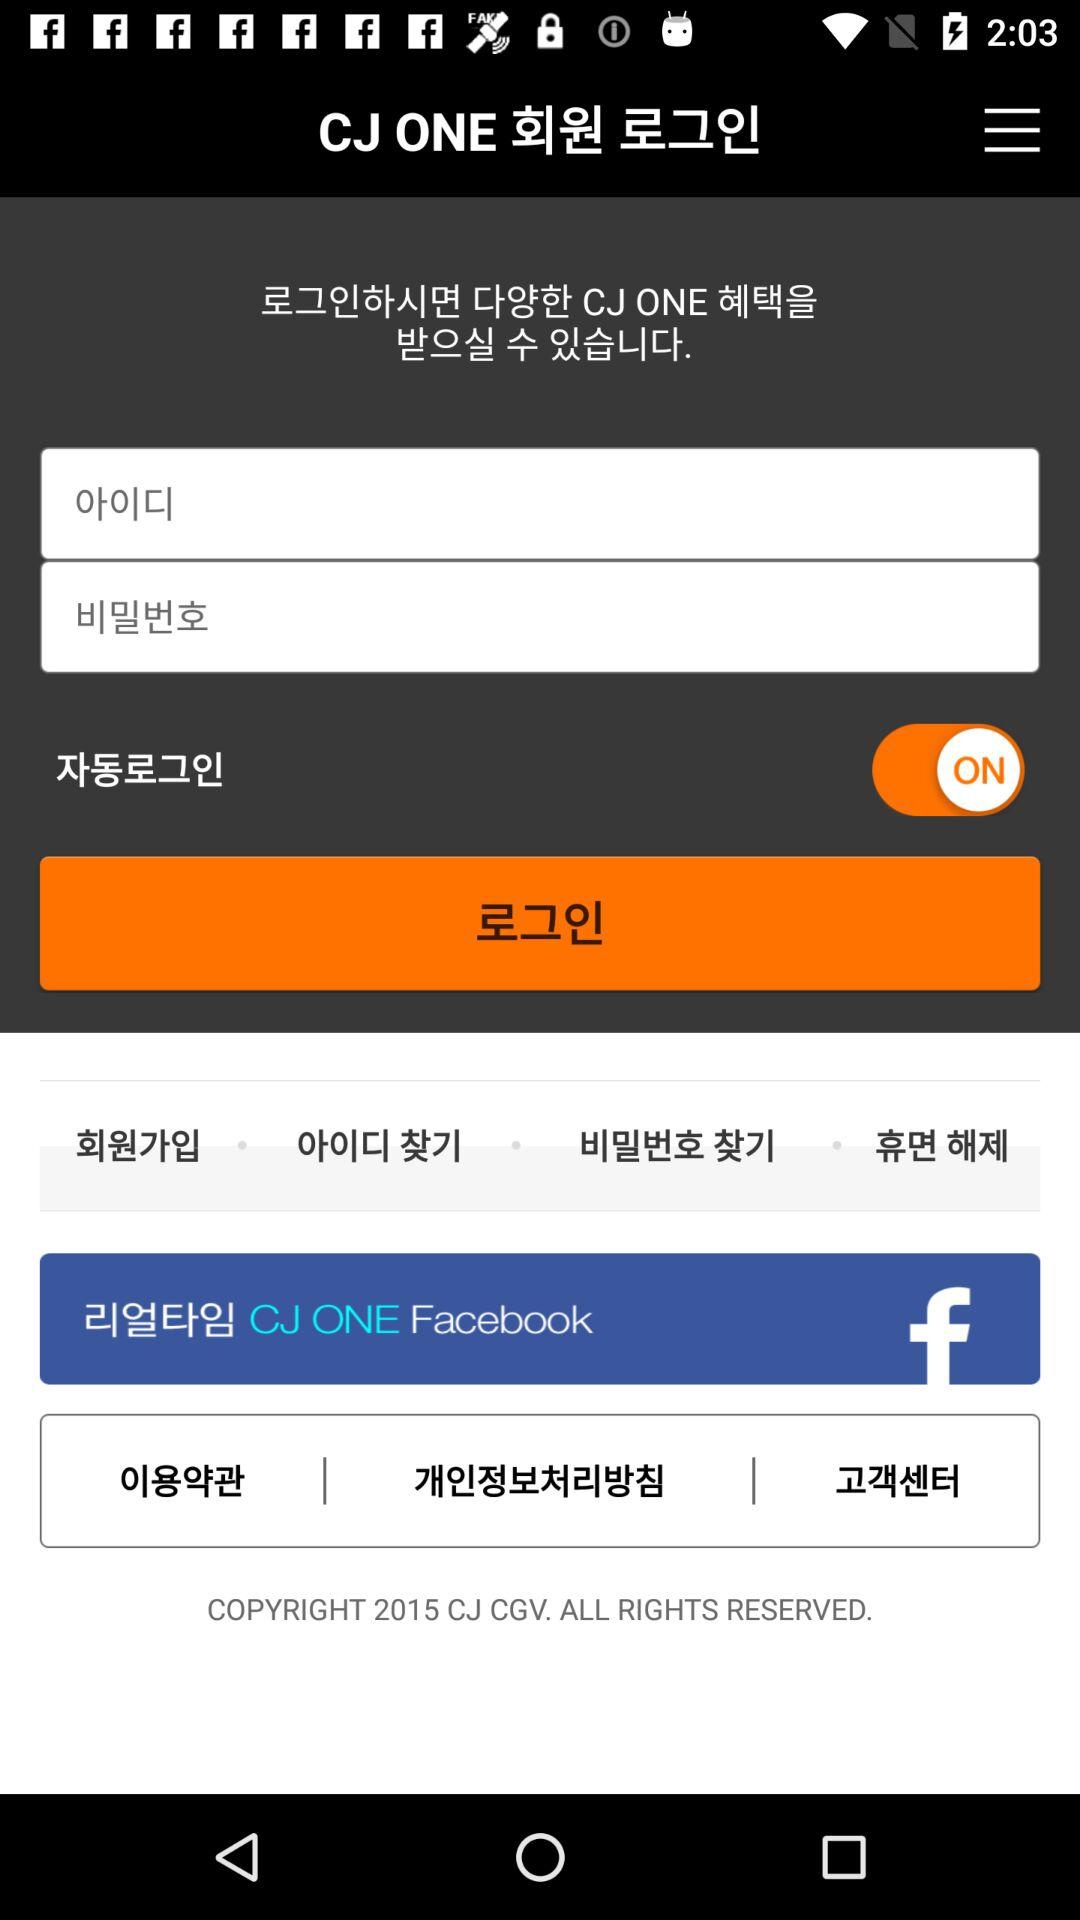 FAKE
2:03
CJ ONE 회원 로그인
로그인하시면 다양한 CJ ONE 혜택을
받으실 수 있습니다.
아이디
비밀번호
자동로그인
ON
로그인
회원가입
아이디 찾기
비밀번호 찾기
휴면 해제
리얼타임 CJ ONE Facebook
이용약관
개인정보처리방침
고객센터
COPYRIGHT 2015 CJ CGV. ALL RIGHTS RESERVED.